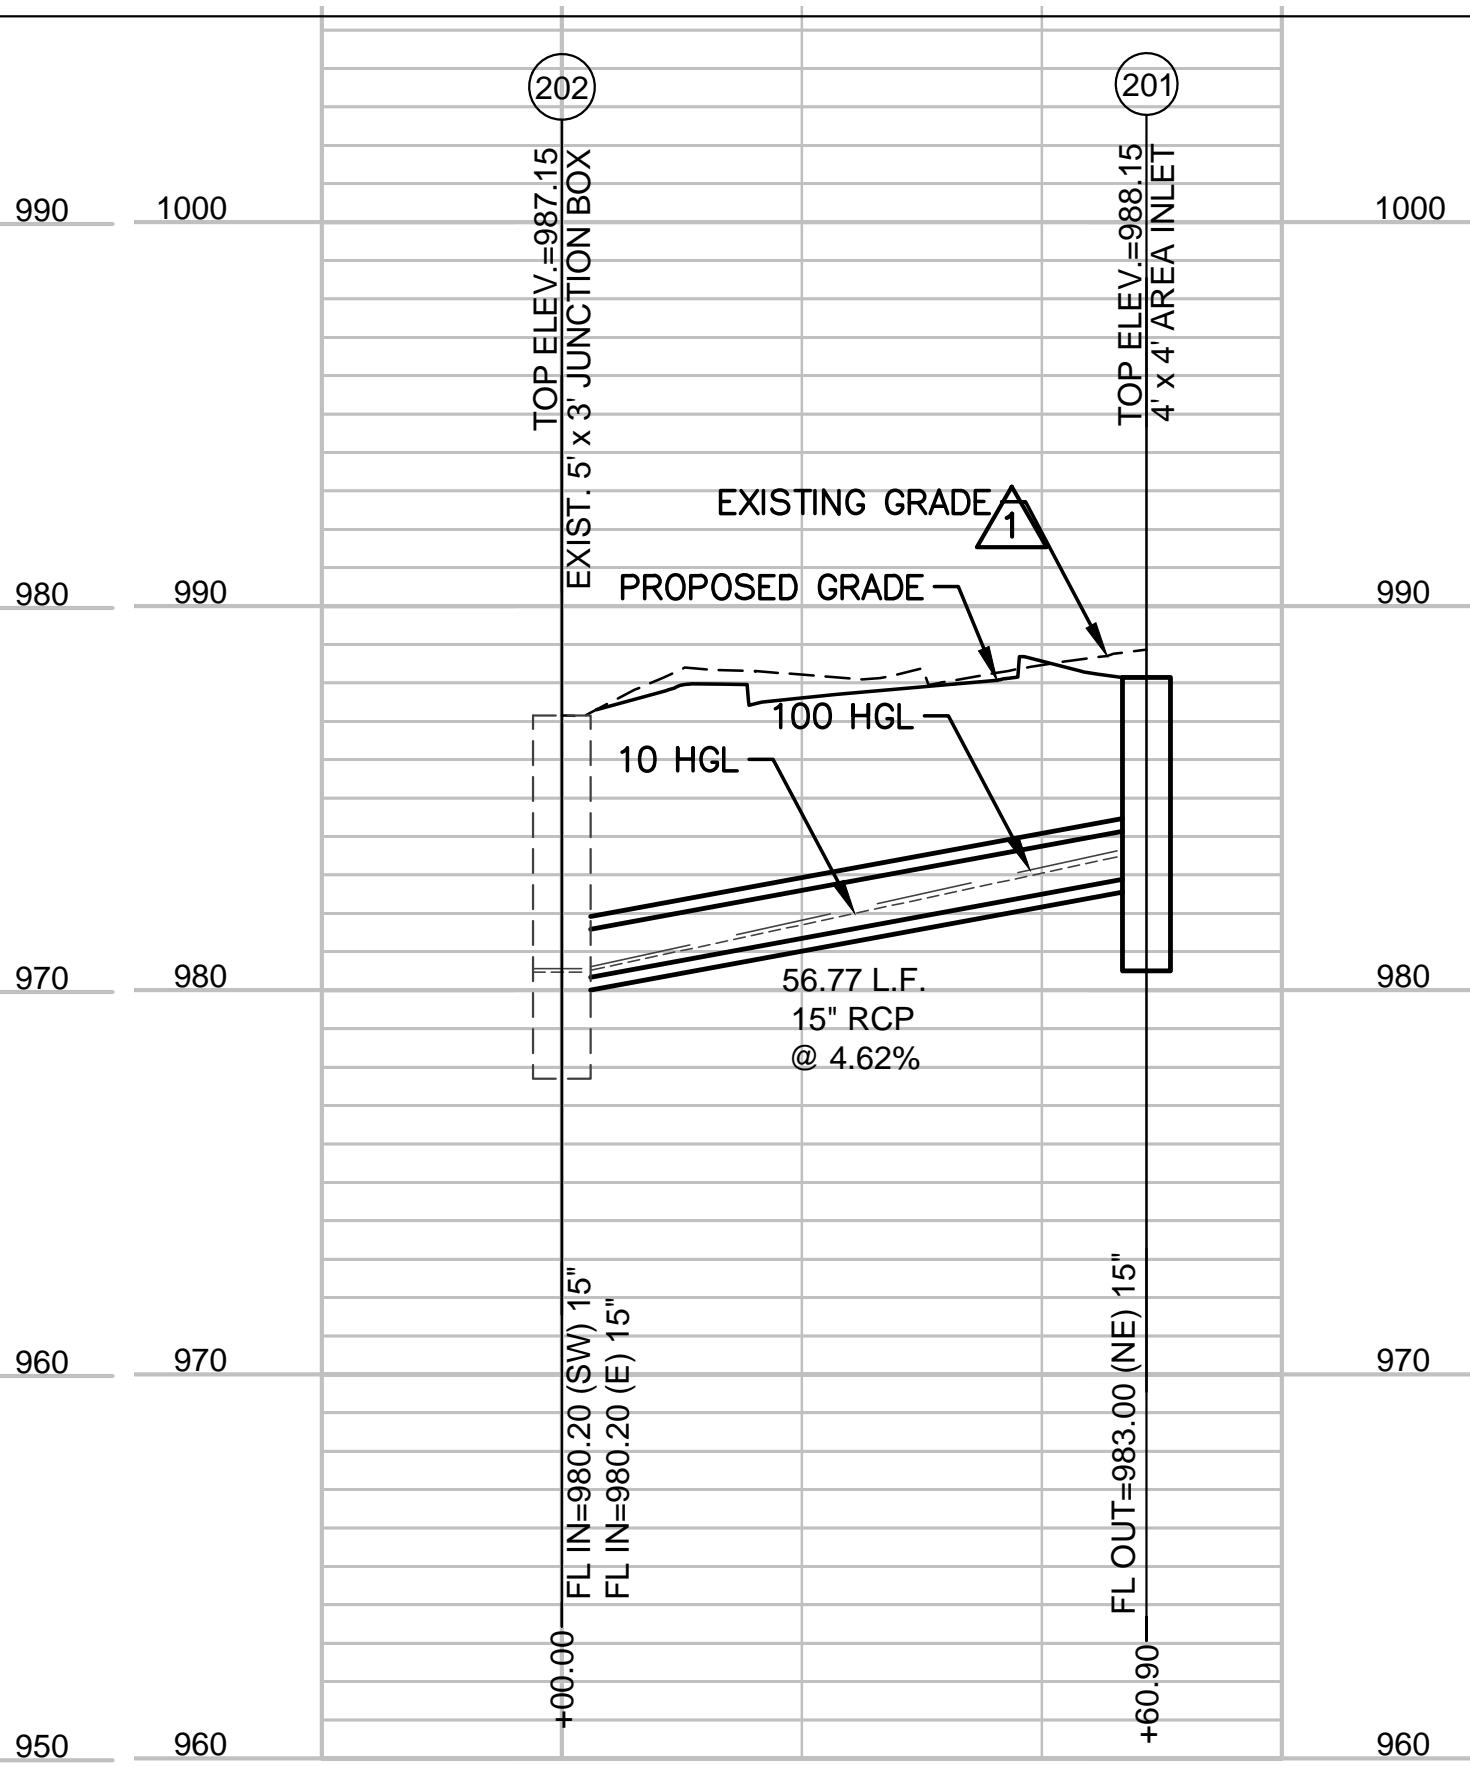 202
201
TOP ELEV.=987.15
EXIST. 5' x 3' JUNCTION BOX
TOP ELEV.=988.15
4' x 4' AREA INLET
990
1000
1000
EXISTING GRADE
1
PROPOSED GRADE
980
990
990
100 HGL
10 HGL
970
980
980
56.77 L.F.
15" RCP
@ 4.62%
FL IN=980.20 (SW) 15"
FL IN=980.20 (E) 15"
FL OUT=983.00 (NE) 15"
960
970
970
+00.00
+60.90
950
960
960